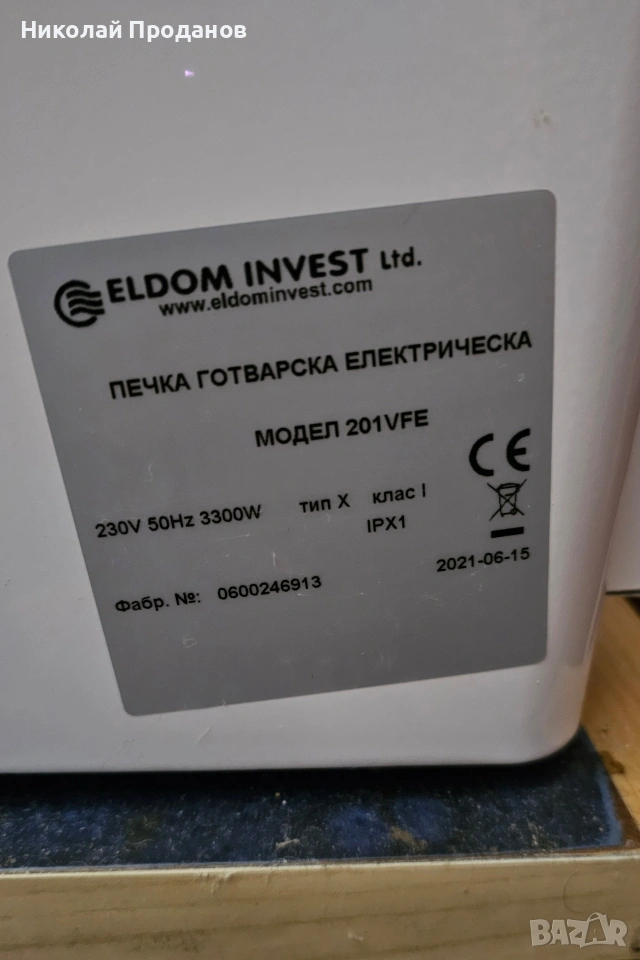 Николай Проданов
ELDOM INVEST Ltd.
www.eldominvest.com
ПЕЧКА ГОТВАРСКА ЕЛЕКТРИЧЕСКА
МОДЕЛ 201VFE
CE
230V 50Hz 3300W тип X клас I
IPX1
2021-06-15
Фабр. №: 0600246913
BAZAR